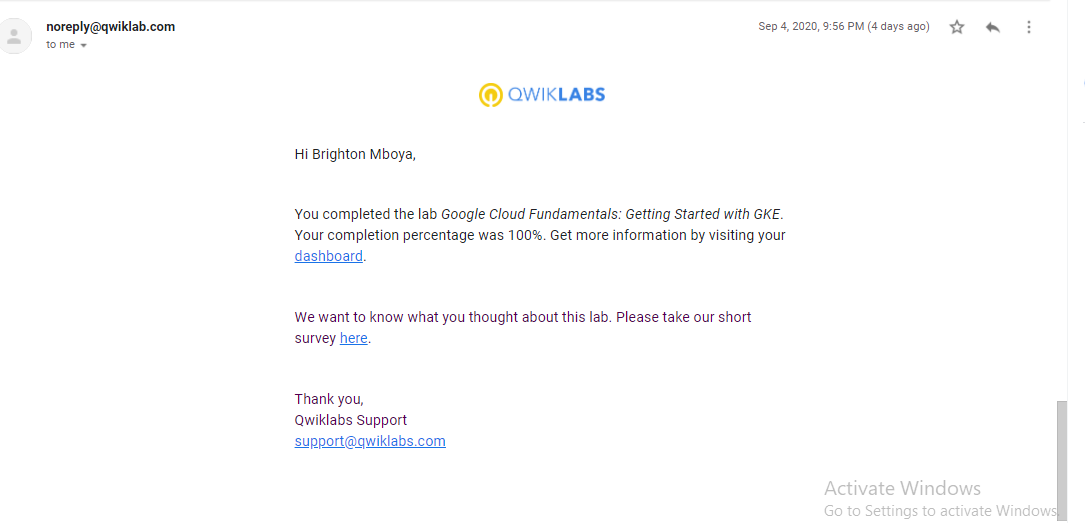 noreply@qwiklab.com
Sep 4, 2020, 9:56 PM (4 days ago)
to me
QWIKLABS
Hi Brighton Mboya,
You completed the lab Google Cloud Fundamentals: Getting Started with GKE.
Your completion percentage was 100%. Get more information by visiting your
dashboard.
We want to know what you thought about this lab. Please take our short
survey here.
Thank you,
Qwiklabs Support
support@qwiklabs.com
Activate Windows
Go to Settings to activate Windows.